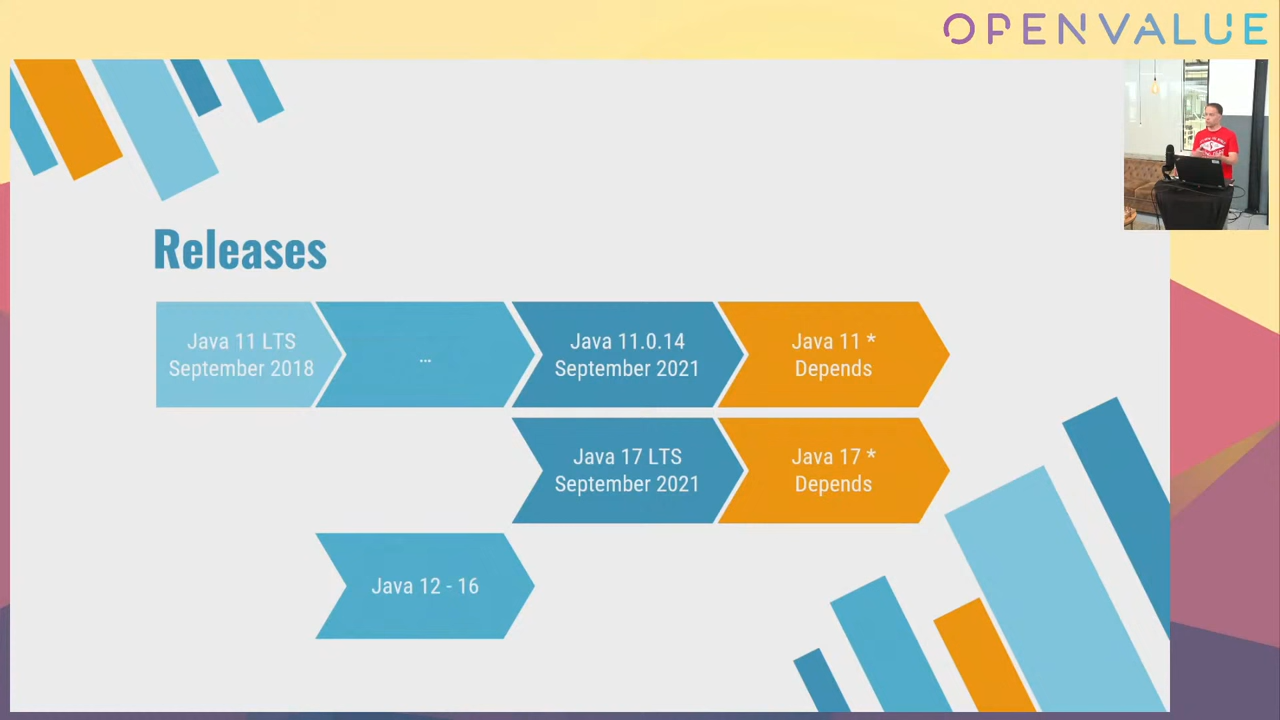 OPENVALUE
Releases
Java 11 LTS
September 2018
...
Java 11.0.14
September 2021
Java 11 *
Depends
Java 17 LTS
September 2021
Java 17 *
Depends
Java 12 - 16